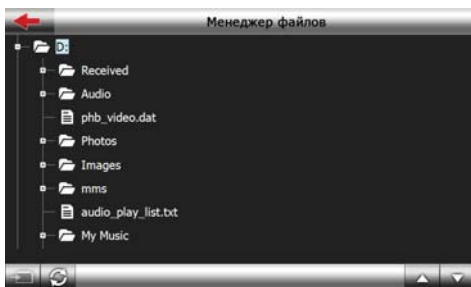 Менеджер файлов
D:
Received
Audio
phb_video.dat
Photos
Images
mms
audio_play_list.txt
My Music